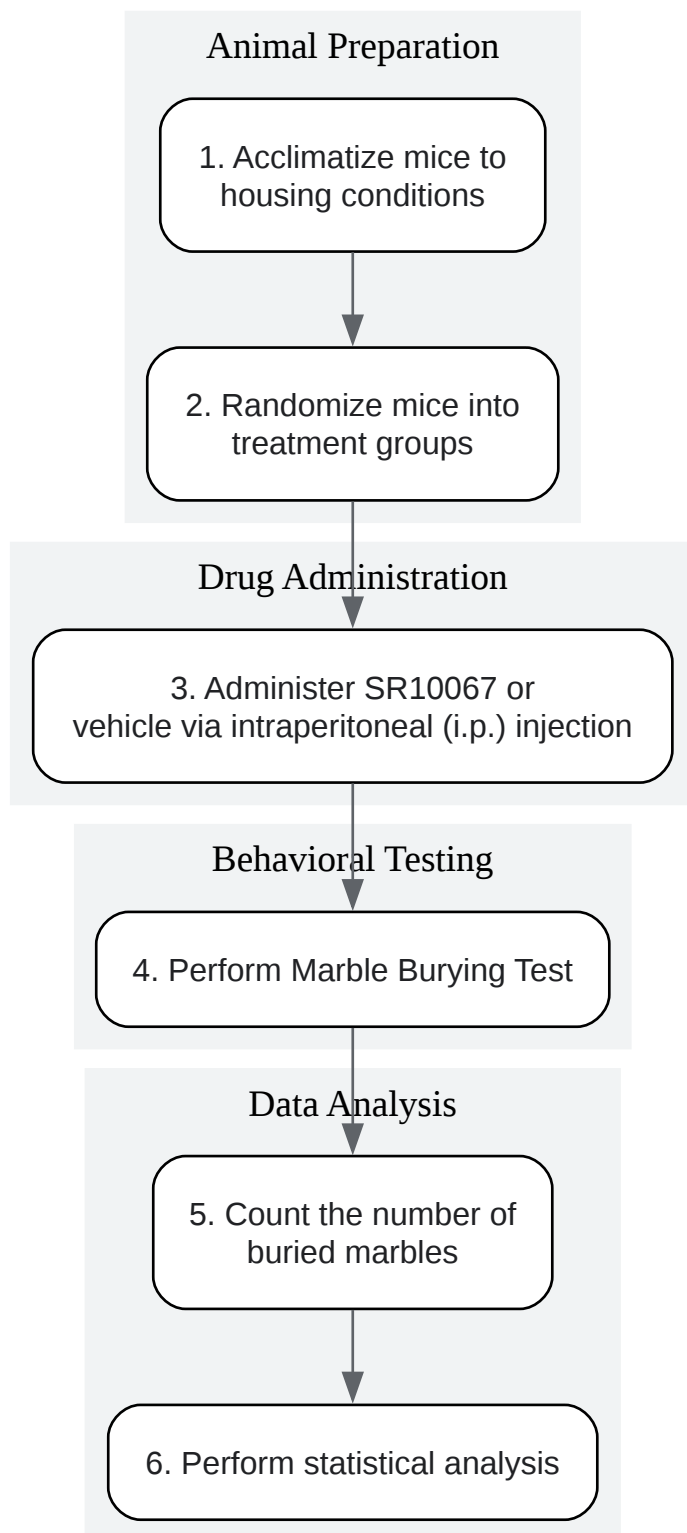 Animal Preparation
1. Acclimatize mice to
housing conditions
2. Randomize mice into
treatment groups
Drug Administration
3. Administer SR10067 or
vehicle via intraperitoneal (i.p.) injection
Behavioral Testing
4. Perform Marble Burying Test
Data Analysis
5. Count the number of
buried marbles
6. Perform statistical analysis